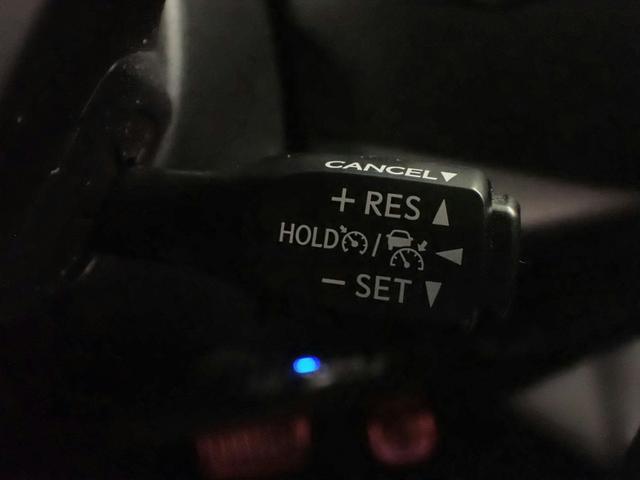 CANCEL▼
+ RES ▲
HOLD / ◀
− SET ▼